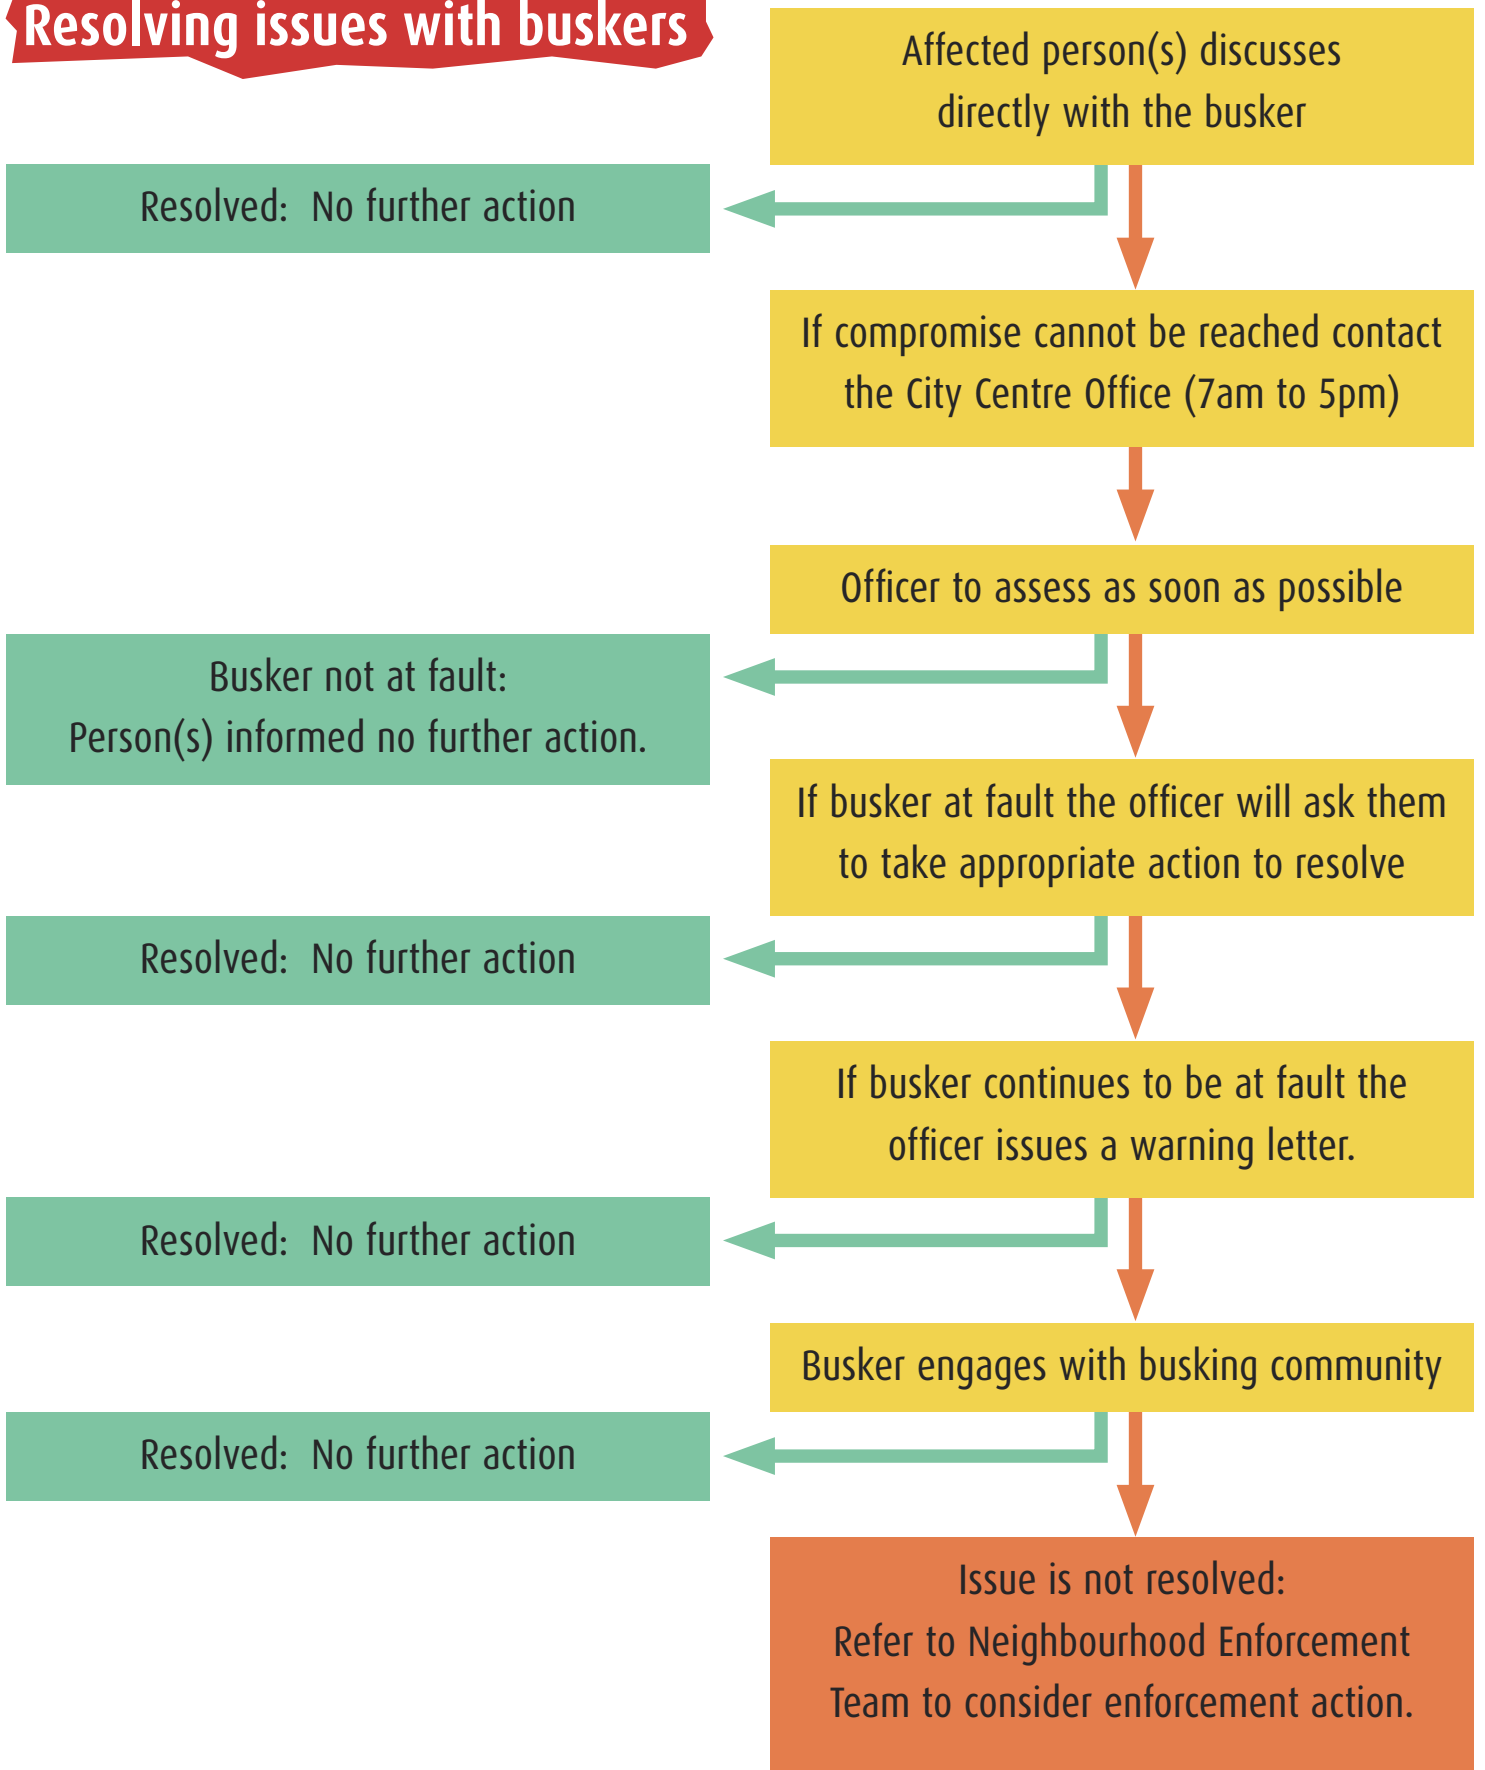 Resolving issues with buskers
Affected person(s) discusses
directly with the busker
Resolved: No further action
If compromise cannot be reached contact
the City Centre Office (7am to 5pm)
Officer to assess as soon as possible
Busker not at fault:
Person(s) informed no further action.
If busker at fault the officer will ask them
to take appropriate action to resolve
Resolved: No further action
If busker continues to be at fault the
officer issues a warning letter.
Resolved: No further action
Busker engages with busking community
Resolved: No further action
Issue is not resolved:
Refer to Neighbourhood Enforcement
Team to consider enforcement action.